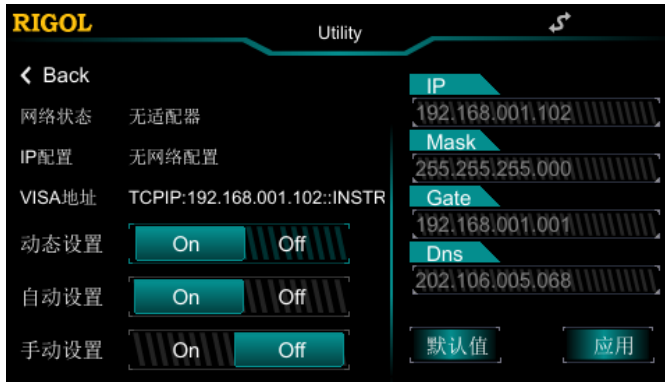 RIGOL
Utility
Back
网络状态 无适配器
IP配置 无网络配置
VISA地址 TCPIP:192.168.001.102::INSTR
动态设置 On Off
自动设置 On Off
手动设置 On Off
IP
192.168.001.102
Mask
255.255.255.000
Gate
192.168.001.001
Dns
202.106.005.068
默认值 应用